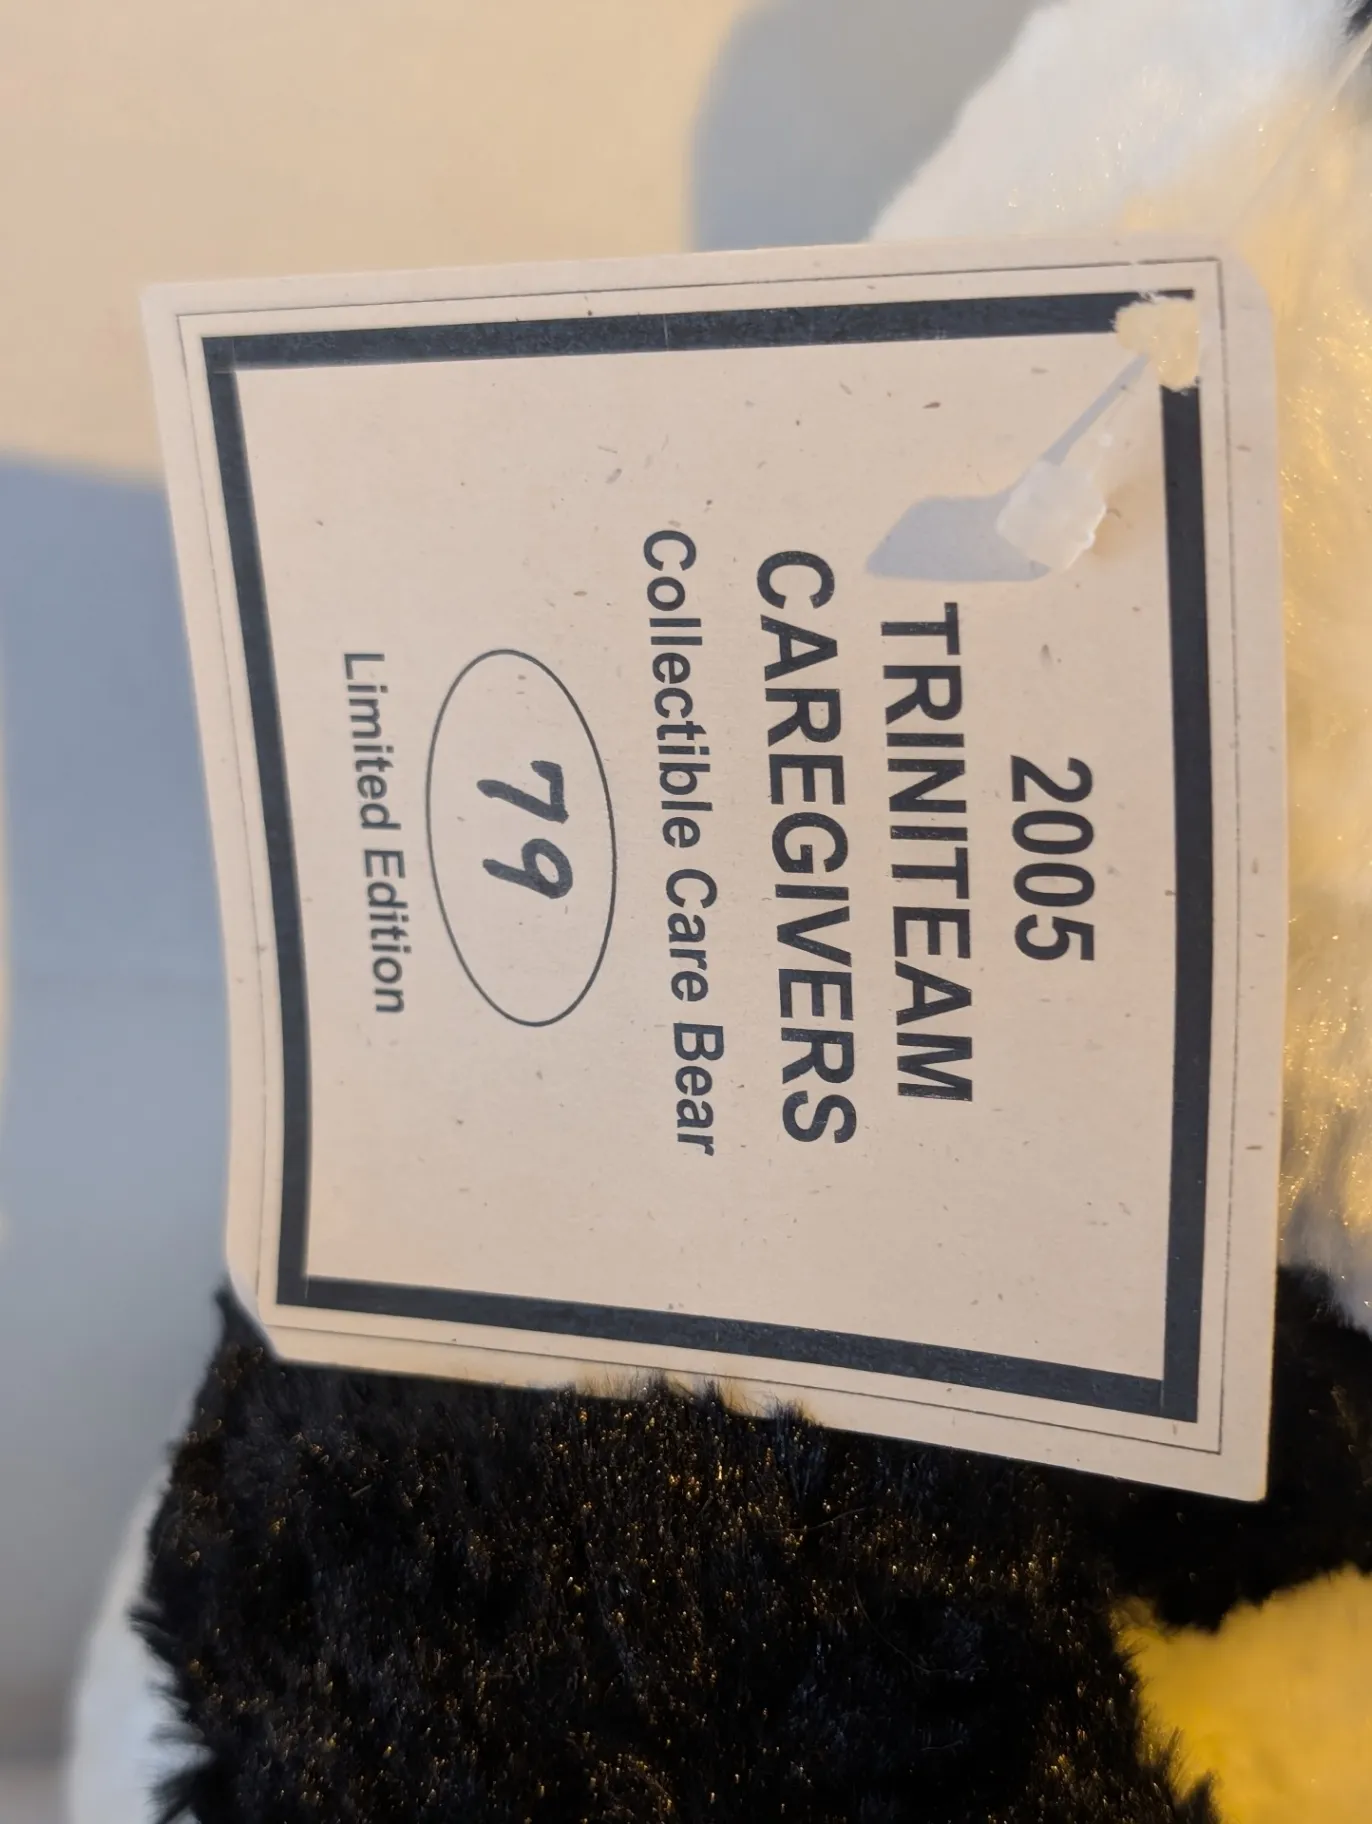 2005
TRINITEAM
CAREGIVERS
Collectible Care Bear
79
Limited Edition